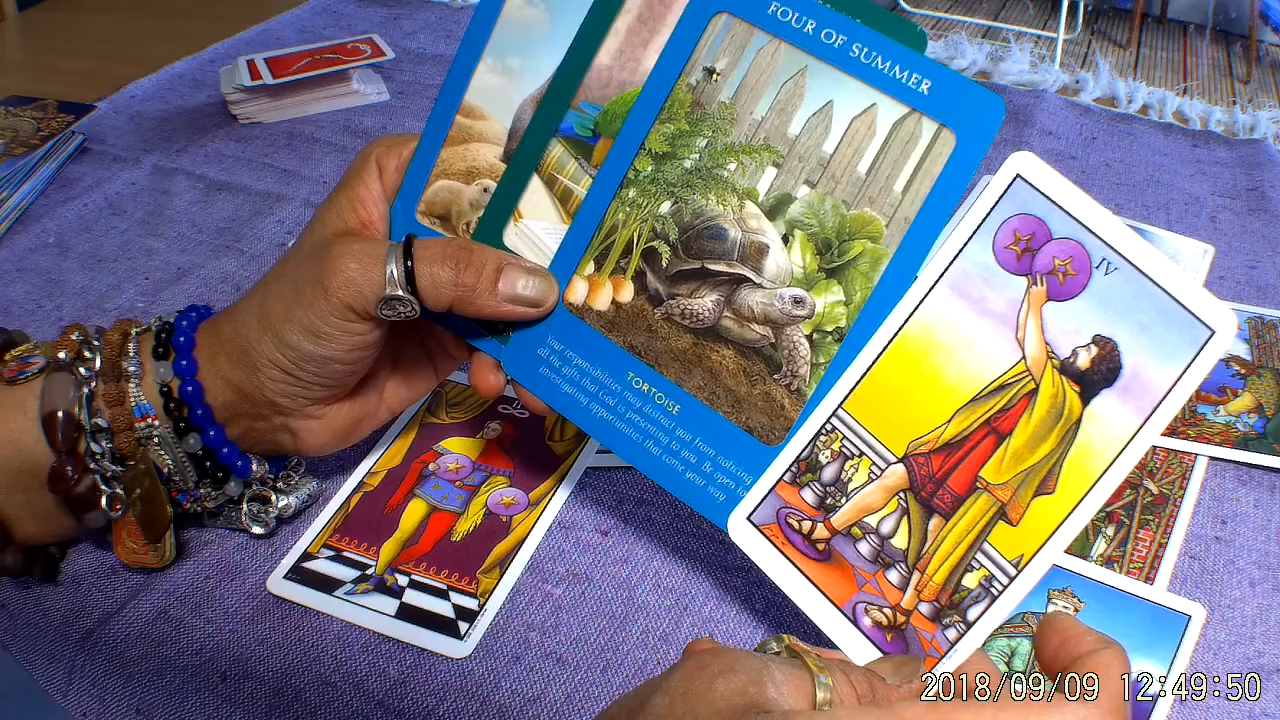 FOUR OF SUMMER
TORTOISE
Your responsibilities may distract you from noticing
all the gifts that God is presenting to you. Be open to
investigating opportunities that come your way
IV
II
2018/09/09 12:49:50